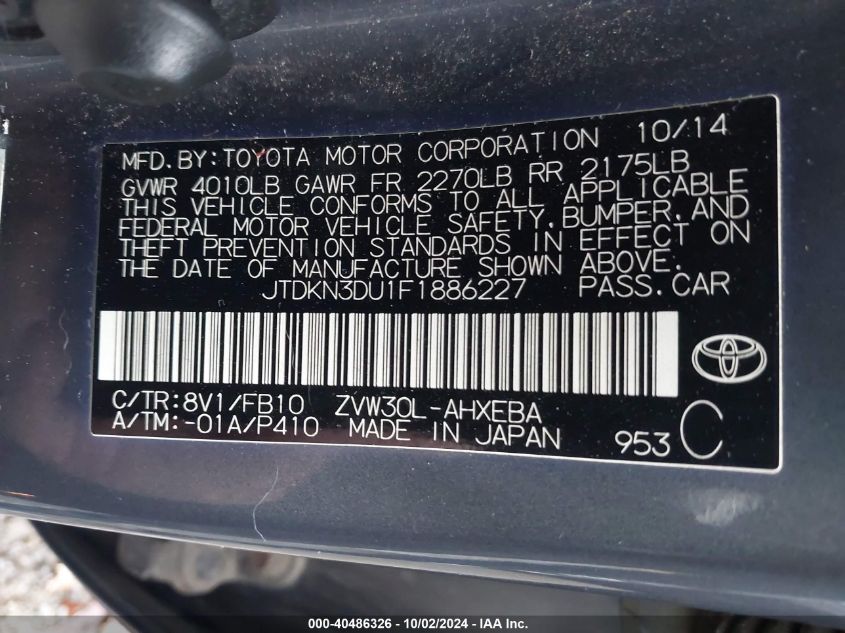 MFD. BY:TOYOTA MOTOR CORPORATION 10/14
GVWR 4010LB GAWR FR 2270LB RR 2175LB
THIS VEHICLE CONFORMS TO ALL APPLICABLE
FEDERAL MOTOR VEHICLE SAFETY,BUMPER,AND
THEFT PREVENTION STANDARDS IN EFFECT ON
THE DATE OF MANUFACTURE SHOWN ABOVE.
JTDKN3DU1F1886227 PASS.CAR
C/TR:8V1/FB10 ZVW30L-AHXEBA
A/TM:-01A/P410 MADE IN JAPAN 953 C
000-40486326 - 10/02/2024 - IAA Inc.